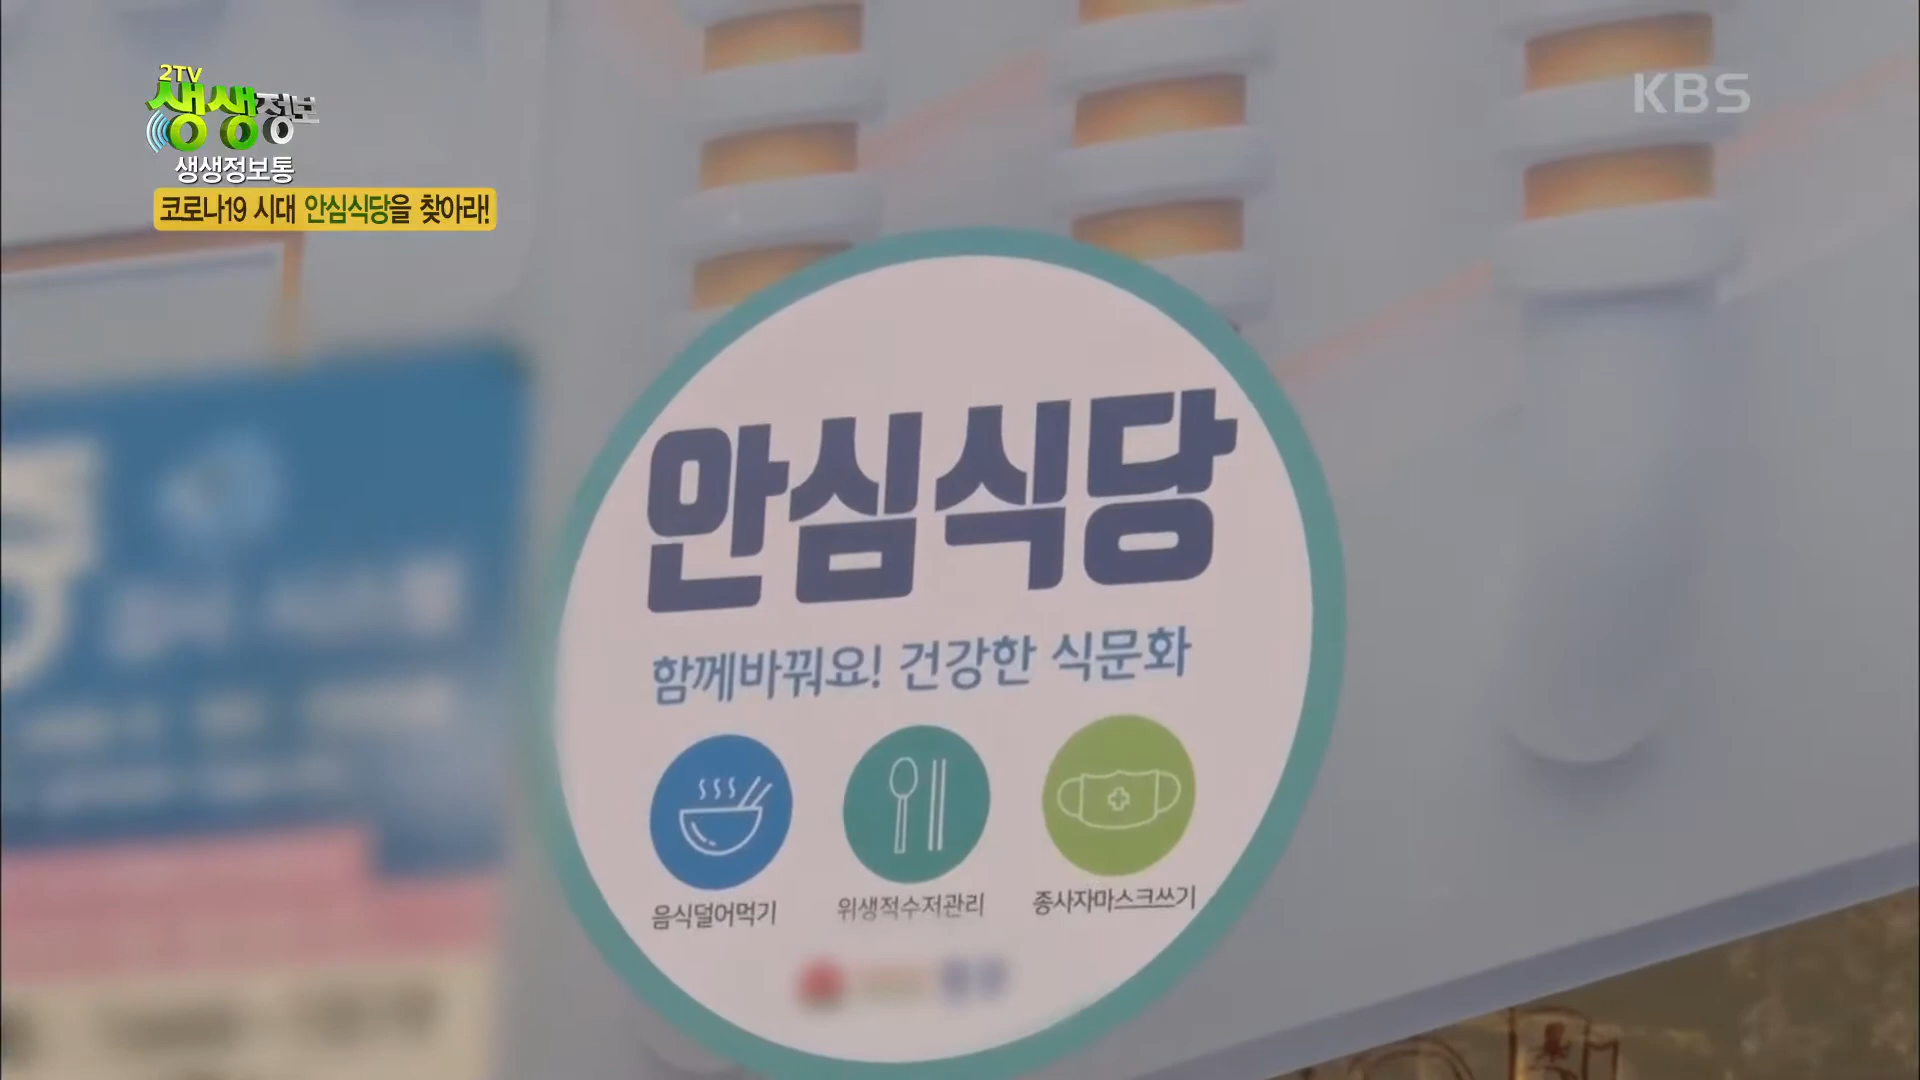 2TV
생생정보
생생정보통
코로나19 시대 안심식당을 찾아라!
KBS
안심식당
함께바꿔요! 건강한 식문화
음식덜어먹기
위생적수저관리
종사자마스크쓰기